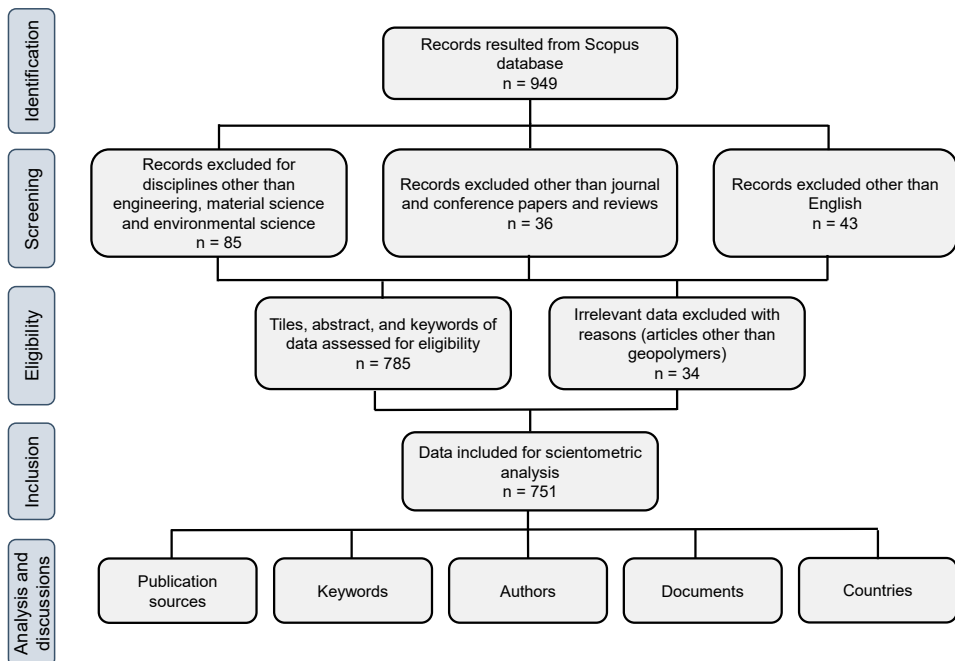 Identification
Records resulted from Scopus
database
n = 949
Screening
Records excluded for
disciplines other than
engineering, material science
and environmental science
n = 85
Records excluded other than journal
and conference papers and reviews
n = 36
Records excluded other than
English
n = 43
Eligibility
Tiles, abstract, and keywords of
data assessed for eligibility
n = 785
Irrelevant data excluded with
reasons (articles other than
geopolymers)
n = 34
Inclusion
Data included for scientometric
analysis
n = 751
Analysis and
discussions
Publication
sources
Keywords
Authors
Documents
Countries